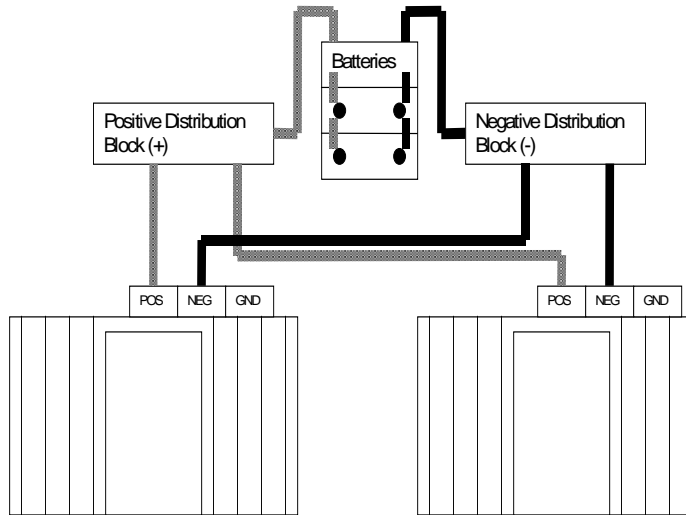 Batteries
Positive Distribution
Block (+)
Negative Distribution
Block (-)
POS NEG GND
POS NEG GND